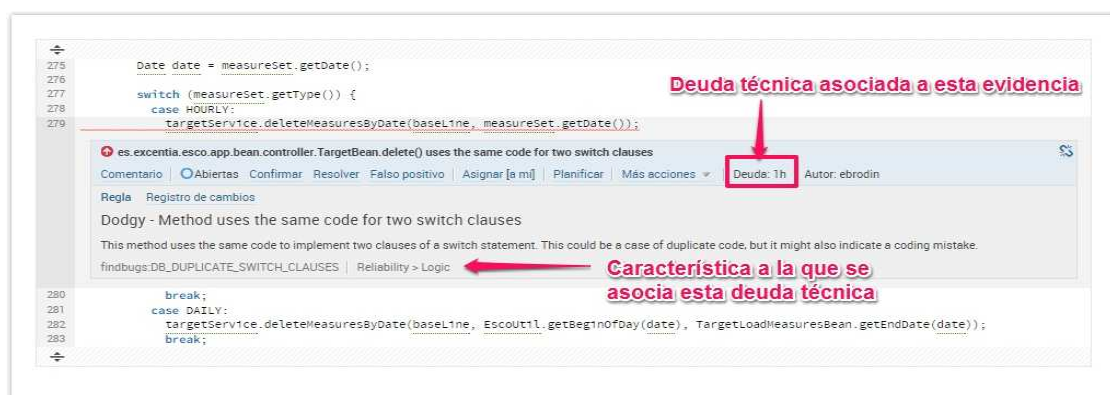 275 Date date = measureSet.getDate();
276
277 switch (measureSet.getType()) {
278 case HOURLY:
279 targetService.deleteMeasuresByDate(baseLine, measureSet.getDate());
Deuda técnica asociada a esta evidencia
es.excentia.esco.app.bean.controller.TargetBean.delete() uses the same code for two switch clauses
Comentario | Abiertas Confirmar Resolver Falso positivo | Asignar [a mí] | Planificar | Más acciones | Deuda: 1h Autor: ebrodin
Regla Registro de cambios
Dodgy - Method uses the same code for two switch clauses
This method uses the same code to implement two clauses of a switch statement. This could be a case of duplicate code, but it might also indicate a coding mistake.
findbugs:DB_DUPLICATE_SWITCH_CLAUSES | Reliability > Logic
Característica a la que se
asocia esta deuda técnica
280 break;
281 case DAILY:
282 targetService.deleteMeasuresByDate(baseLine, EscoUtil.getBeginOfDay(date), TargetLoadMeasuresBean.getEndDate(date));
283 break;